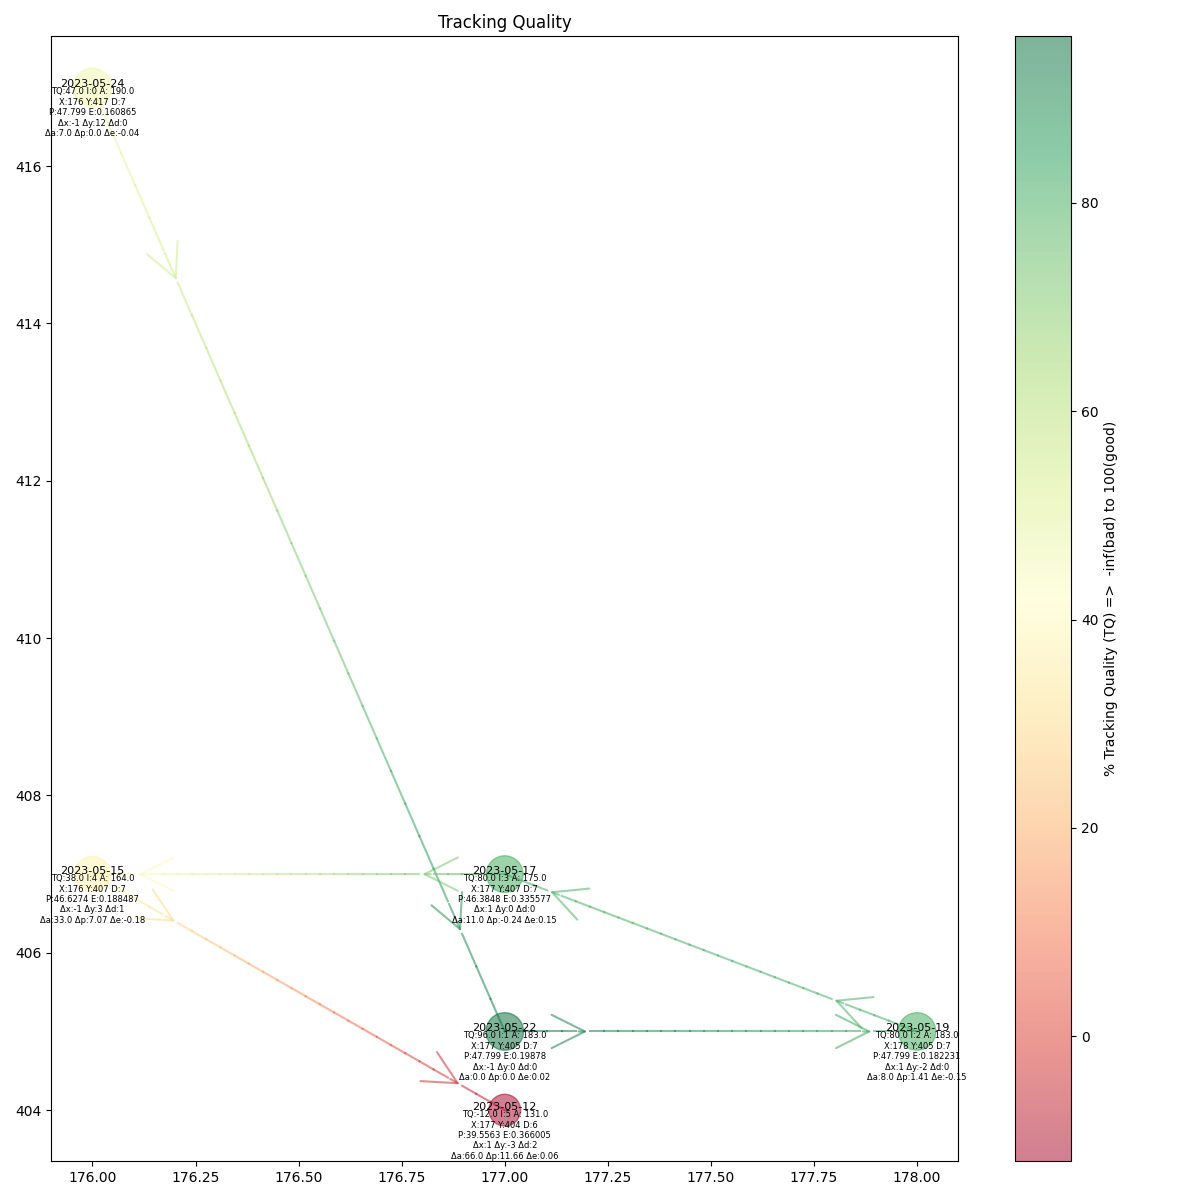 Tracking Quality
2023-05-24
TQ:47.0 I:0 A: 190.0
X:176 Y:417 D:7
P:47.799 E:0.160865
Δx:-1 Δy:12 Δd:0
Δa:7.0 Δp:0.0 Δe:-0.04
2023-05-15
TQ:38.0 I:4 A: 164.0
X:176 Y:407 D:7
P:46.6274 E:0.188487
Δx:-1 Δy:3 Δd:1
Δa:33.0 Δp:7.07 Δe:-0.18
2023-05-17
TQ:80.0 I:3 A: 175.0
X:177 Y:407 D:7
P:46.3848 E:0.335577
Δx:1 Δy:0 Δd:0
Δa:11.0 Δp:-0.24 Δe:0.15
2023-05-22
TQ:96.0 I:1 A: 183.0
X:177 Y:405 D:7
P:47.799 E:0.19878
Δx:-1 Δy:0 Δd:0
Δa:0.0 Δp:0.0 Δe:0.02
2023-05-19
TQ:80.0 I:2 A: 183.0
X:178 Y:405 D:7
P:47.799 E:0.182231
Δx:1 Δy:-2 Δd:0
Δa:8.0 Δp:1.41 Δe:-0.15
2023-05-12
TQ:-12.0 I:5 A: 131.0
X:177 Y:404 D:6
P:39.5563 E:0.366005
Δx:1 Δy:-3 Δd:2
Δa:66.0 Δp:11.66 Δe:0.06
416
414
412
410
408
406
404
176.00
176.25
176.50
176.75
177.00
177.25
177.50
177.75
178.00
80
60
40
20
0
% Tracking Quality (TQ) => -inf(bad) to 100(good)